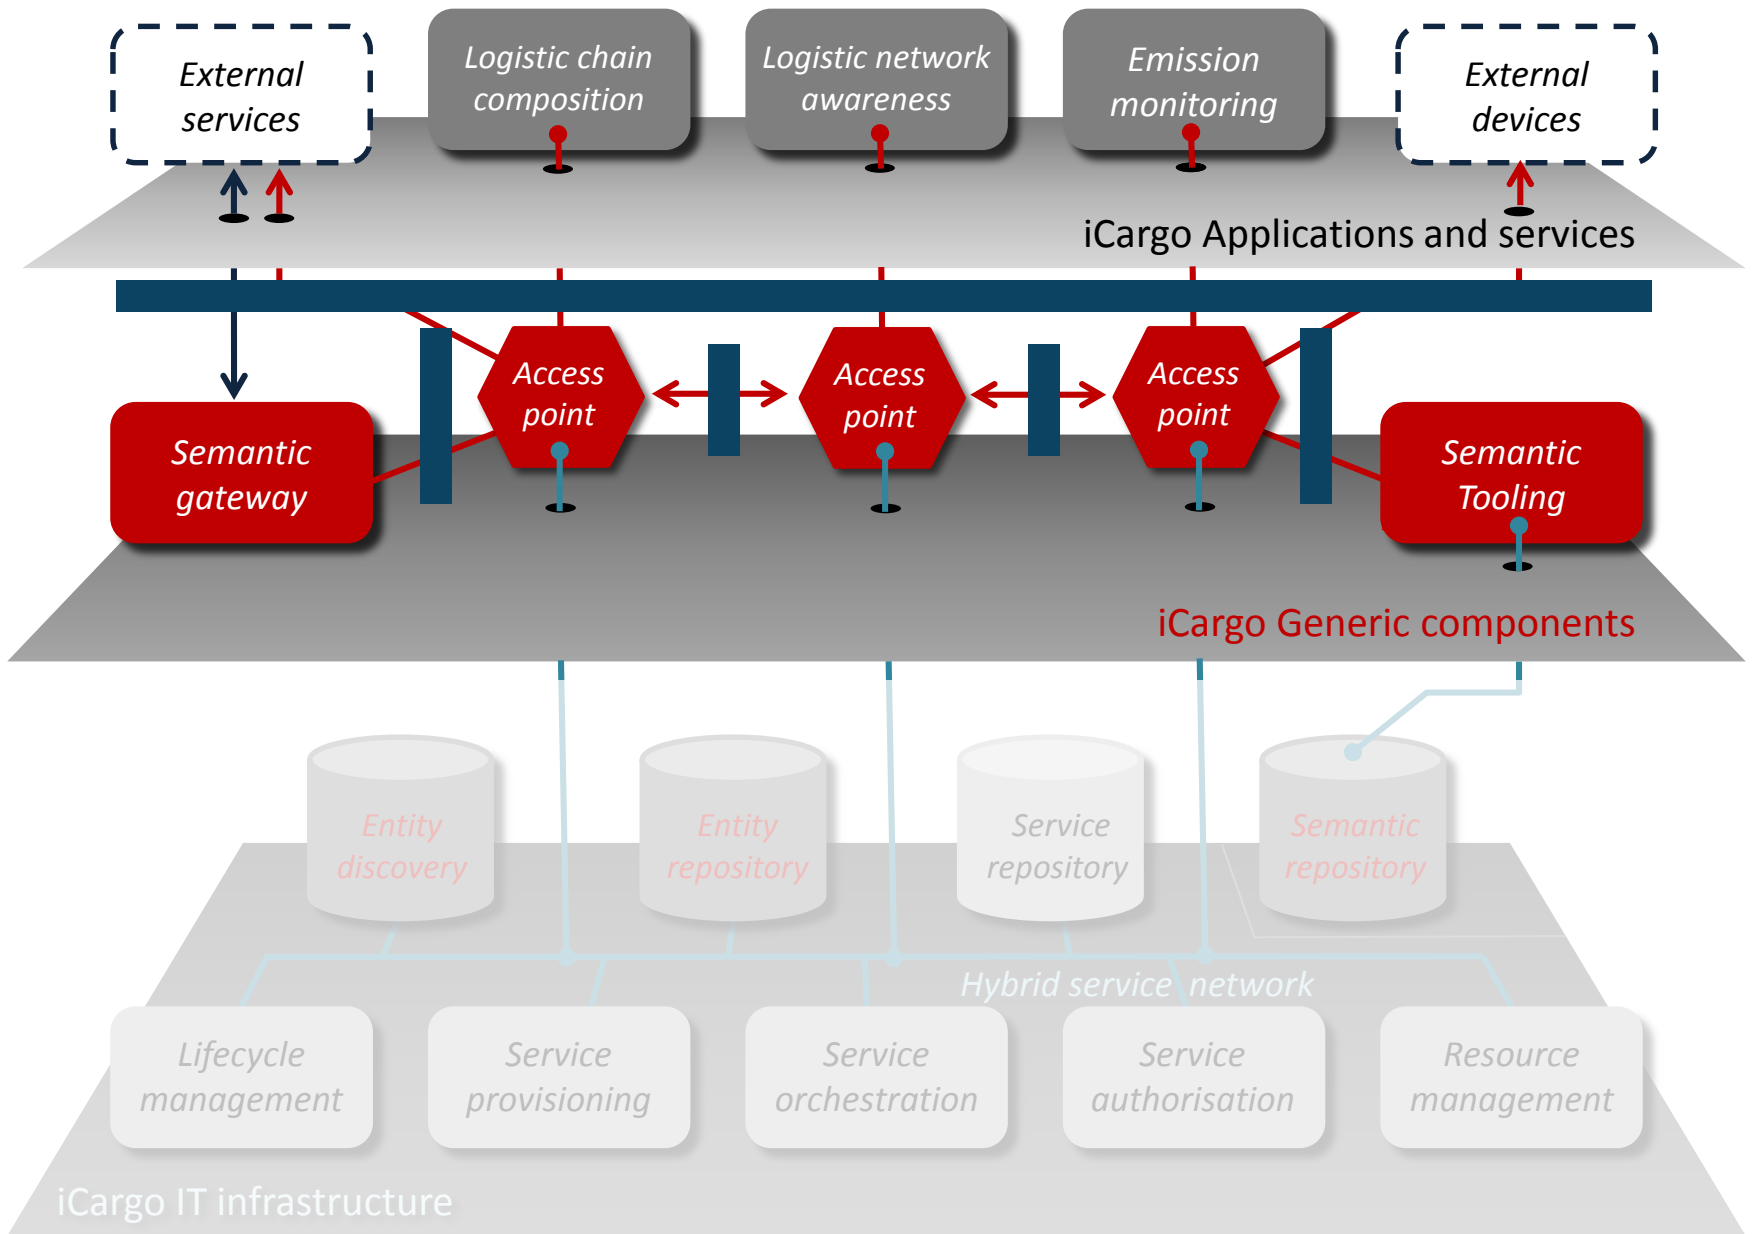 External
services
Logistic chain
composition
Logistic network
awareness
Emission
monitoring
External
devices
iCargo Applications and services
Access
point
Access
point
Access
point
Semantic
gateway
Semantic
Tooling
iCargo Generic components
Entity
discovery
Entity
repository
Service
repository
Semantic
repository
Hybrid service network
Lifecycle
management
Service
provisioning
Service
orchestration
Service
authorisation
Resource
management
iCargo IT infrastructure